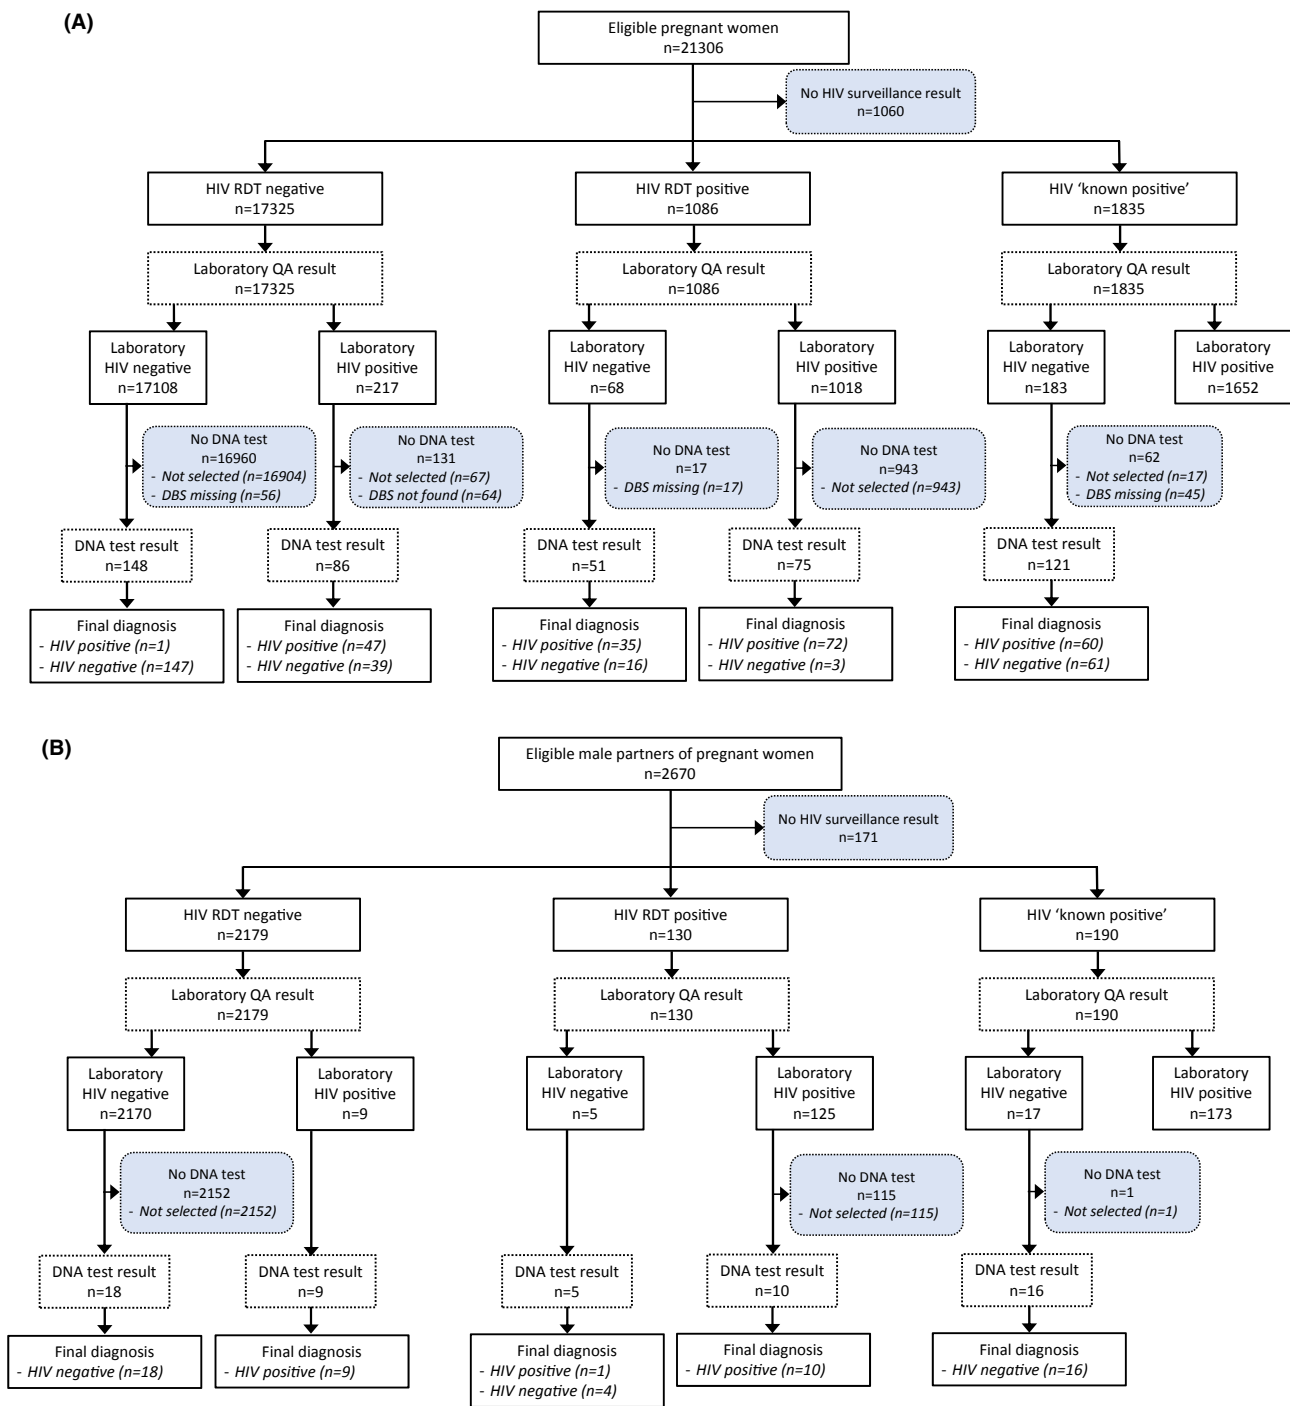 (A)
Eligible pregnant women
n=21306
No HIV surveillance result
n=1060
HIV RDT negative
n=17325
HIV RDT positive
n=1086
HIV ‘known positive’
n=1835
Laboratory QA result
n=17325
Laboratory QA result
n=1086
Laboratory QA result
n=1835
Laboratory
HIV negative
n=17108
Laboratory
HIV positive
n=217
Laboratory
HIV negative
n=68
Laboratory
HIV positive
n=1018
Laboratory
HIV negative
n=183
Laboratory
HIV positive
n=1652
No DNA test
n=16960
- Not selected (n=16904)
- DBS missing (n=56)
No DNA test
n=131
- Not selected (n=67)
- DBS not found (n=64)
No DNA test
n=17
- DBS missing (n=17)
No DNA test
n=943
- Not selected (n=943)
No DNA test
n=62
- Not selected (n=17)
- DBS missing (n=45)
DNA test result
n=148
DNA test result
n=86
DNA test result
n=51
DNA test result
n=75
DNA test result
n=121
Final diagnosis
- HIV positive (n=1)
- HIV negative (n=147)
Final diagnosis
- HIV positive (n=47)
- HIV negative (n=39)
Final diagnosis
- HIV positive (n=35)
- HIV negative (n=16)
Final diagnosis
- HIV positive (n=72)
- HIV negative (n=3)
Final diagnosis
- HIV positive (n=60)
- HIV negative (n=61)
(B)
Eligible male partners of pregnant women
n=2670
No HIV surveillance result
n=171
HIV RDT negative
n=2179
HIV RDT positive
n=130
HIV ‘known positive’
n=190
Laboratory QA result
n=2179
Laboratory QA result
n=130
Laboratory QA result
n=190
Laboratory
HIV negative
n=2170
Laboratory
HIV positive
n=9
Laboratory
HIV negative
n=5
Laboratory
HIV positive
n=125
Laboratory
HIV negative
n=17
Laboratory
HIV positive
n=173
No DNA test
n=2152
- Not selected (n=2152)
No DNA test
n=115
- Not selected (n=115)
No DNA test
n=1
- Not selected (n=1)
DNA test result
n=18
DNA test result
n=9
DNA test result
n=5
DNA test result
n=10
DNA test result
n=16
Final diagnosis
- HIV negative (n=18)
Final diagnosis
- HIV positive (n=9)
Final diagnosis
- HIV positive (n=1)
- HIV negative (n=4)
Final diagnosis
- HIV positive (n=10)
Final diagnosis
- HIV negative (n=16)